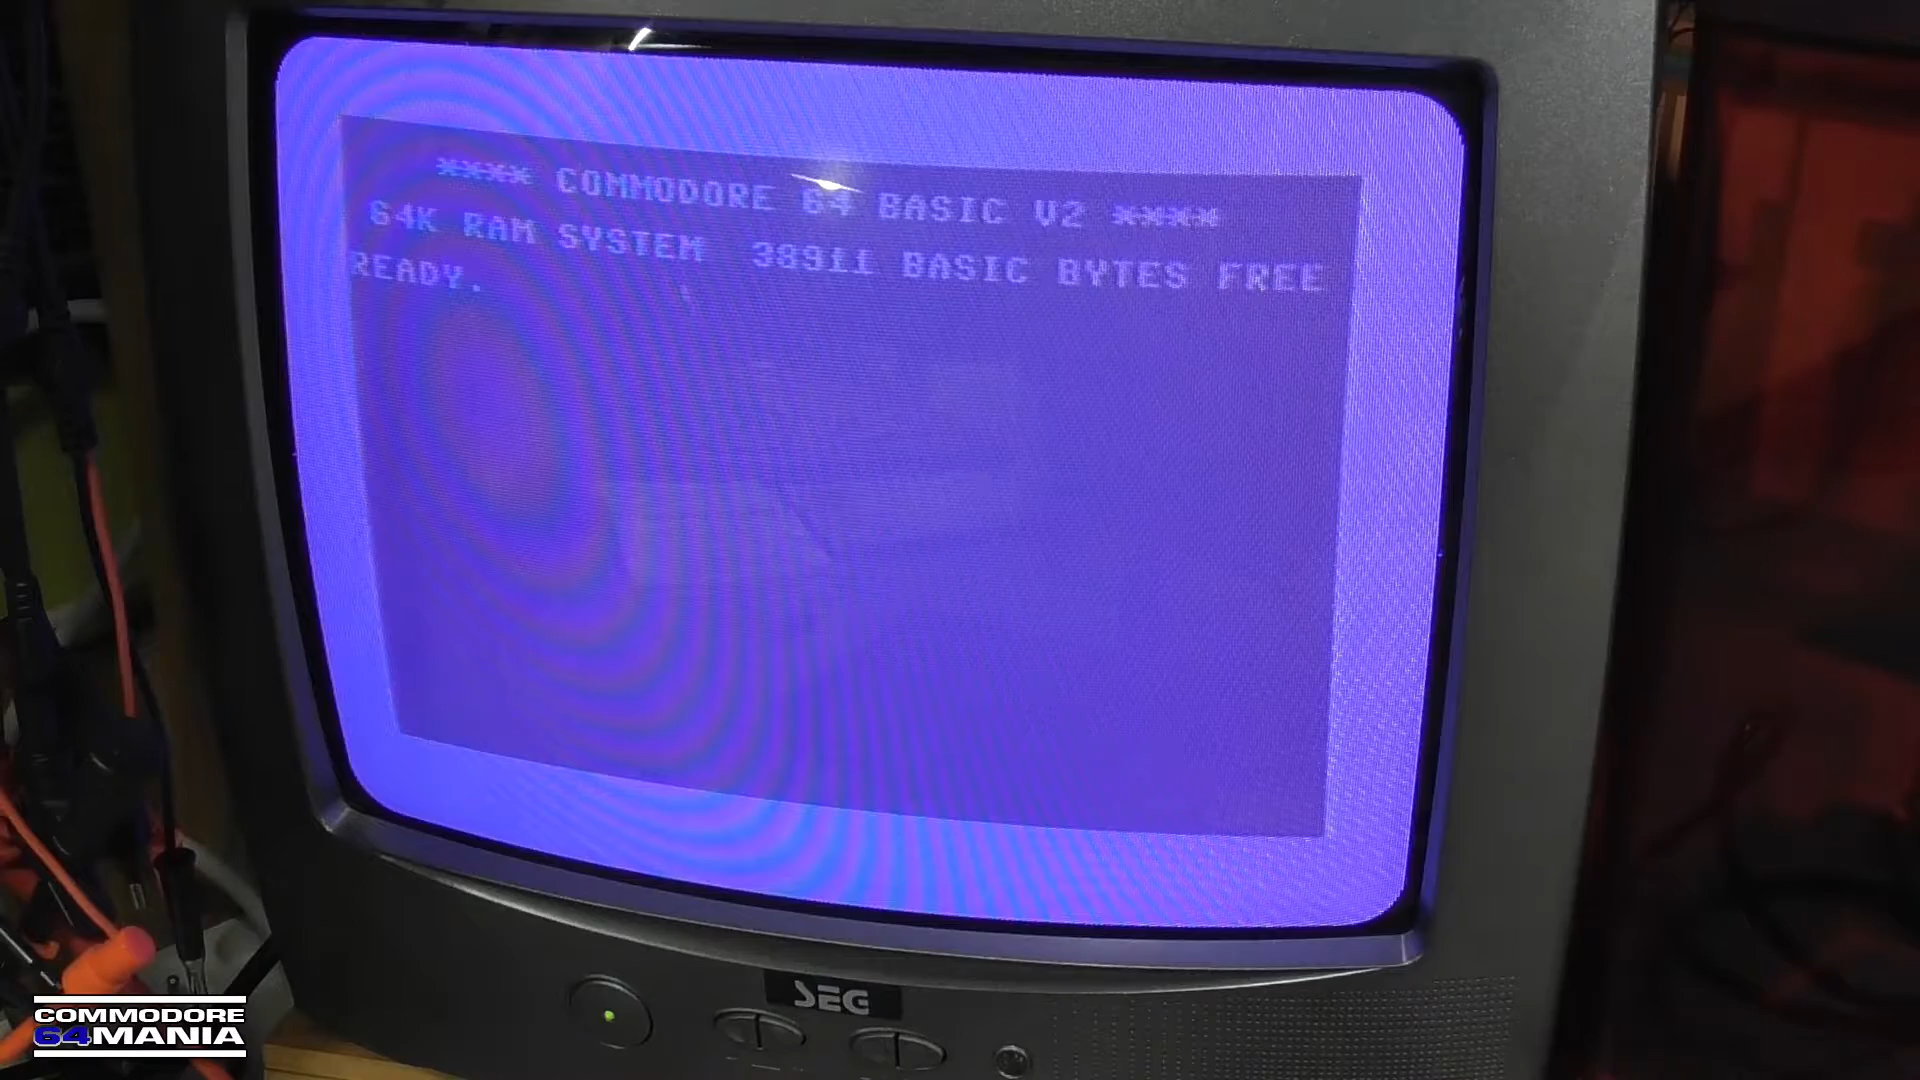 **** COMMODORE 64 BASIC V2 ****
64K RAM SYSTEM  38911 BASIC BYTES FREE
READY.
SEG
COMMODORE
64MANIA